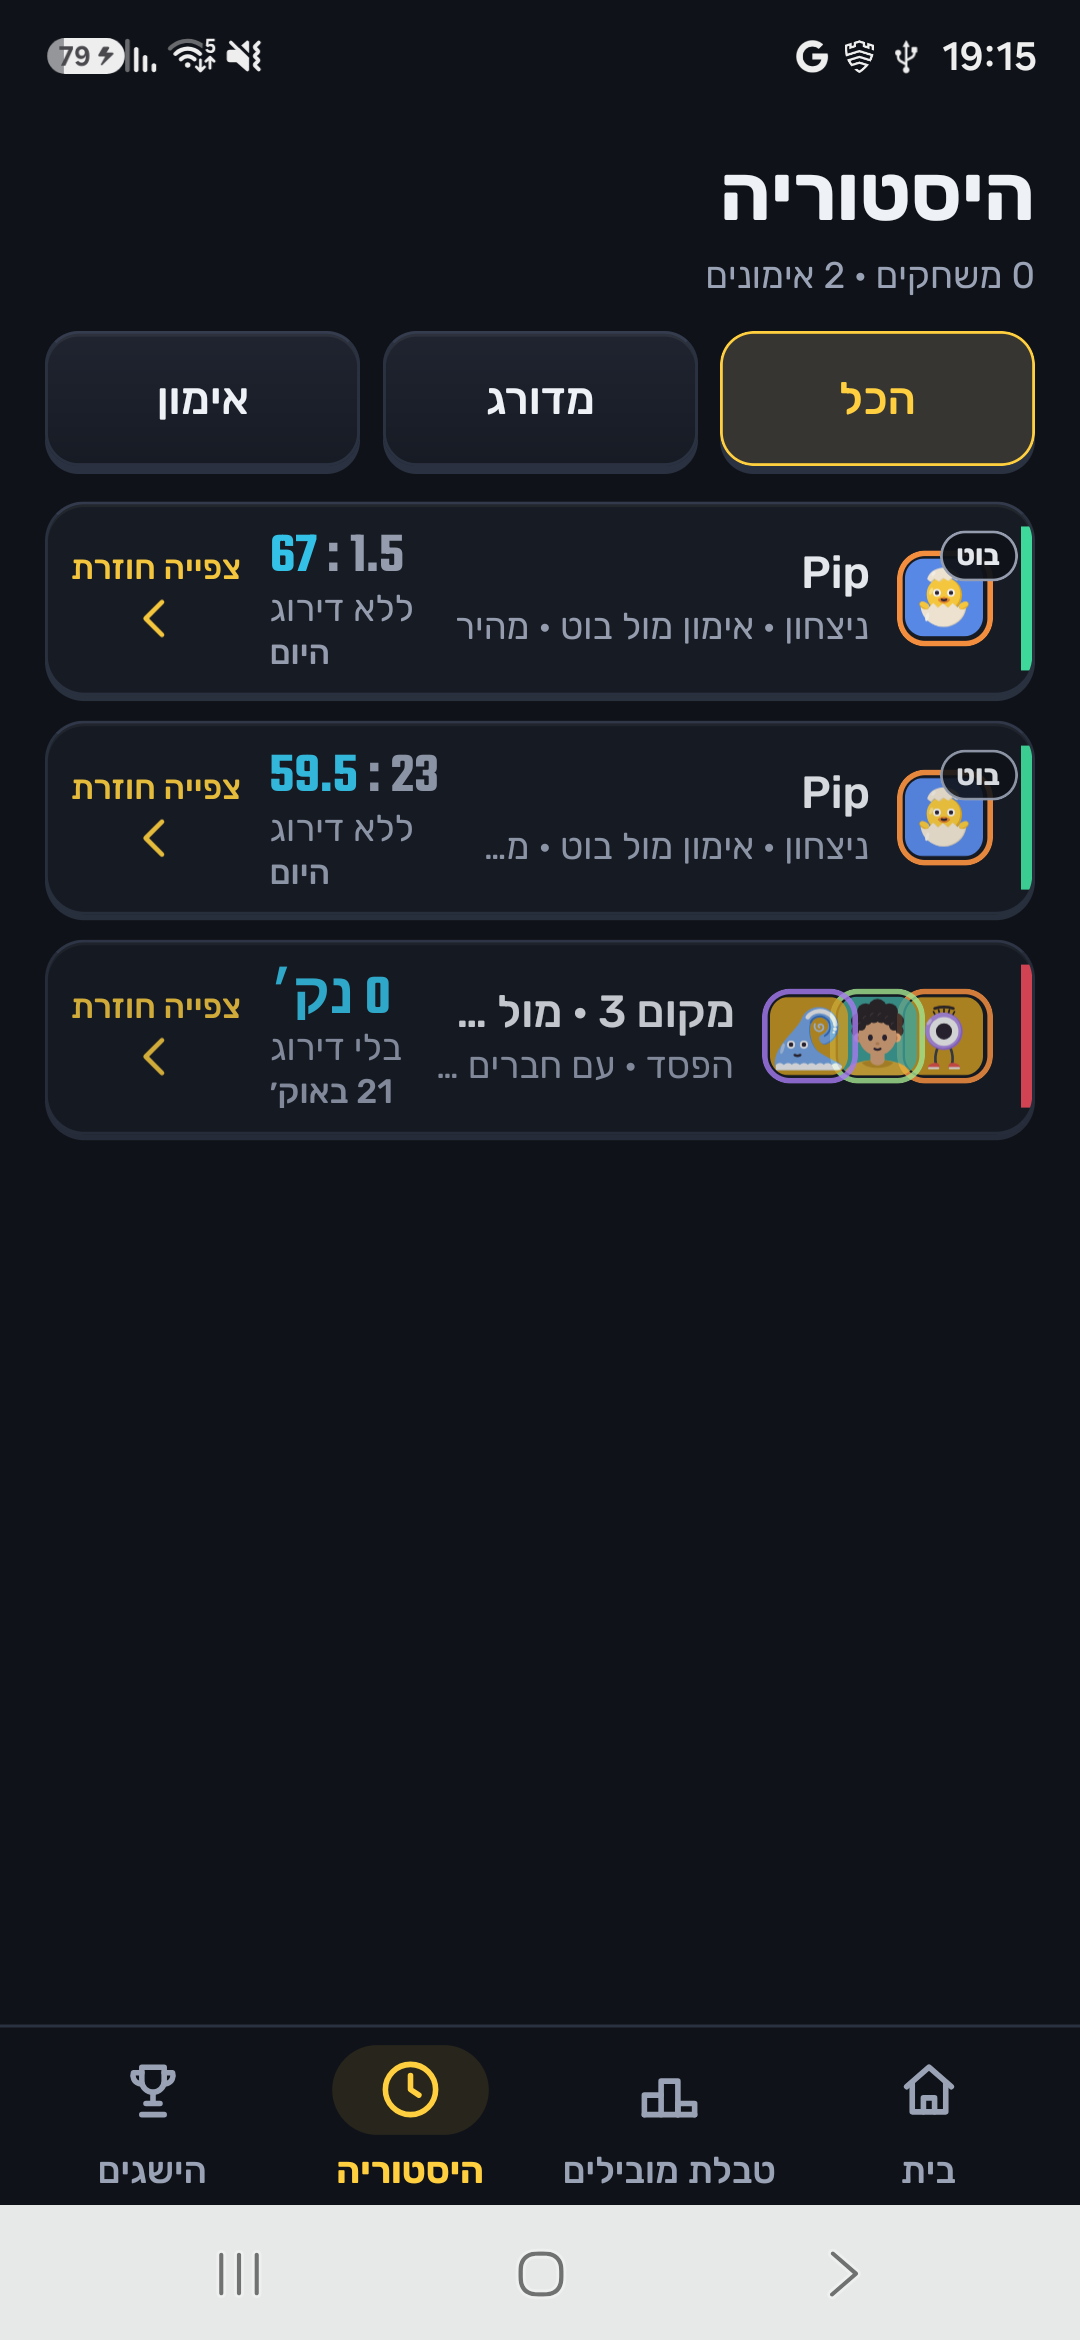 79
5
19:15
היסטוריה
0 משחקים • 2 אימונים
הכל
מדורג
אימון
בוט
Pip
ניצחון • אימון מול בוט • מהיר
67 : 1.5
ללא דירוג
היום
צפייה חוזרת
בוט
Pip
ניצחון • אימון מול בוט • מ...
59.5 : 23
ללא דירוג
היום
צפייה חוזרת
מקום 3 • מול ...
הפסד • עם חברים ...
0 נק׳
בלי דירוג
21 באוק׳
צפייה חוזרת
בית
טבלת מובילים
היסטוריה
הישגים